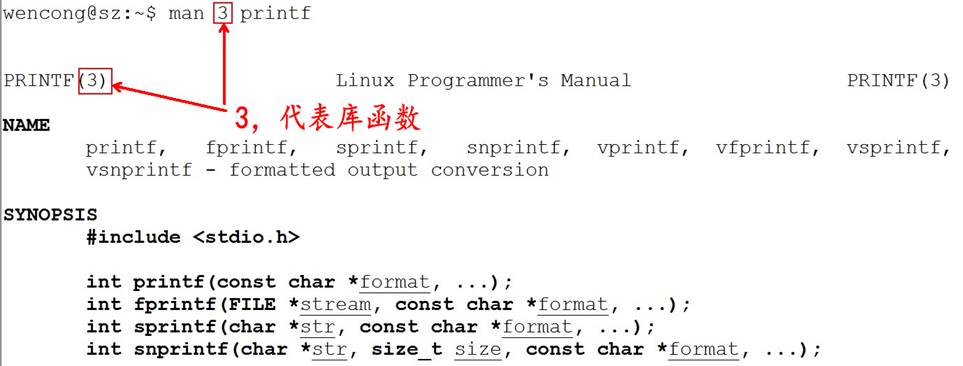 wencong@sz:~$ man 3 printf
PRINTF(3) Linux Programmer's Manual PRINTF(3)
3，代表库函数
NAME
printf, fprintf, sprintf, snprintf, vprintf, vfprintf, vsprintf,
vsnprintf - formatted output conversion
SYNOPSIS
#include <stdio.h>
int printf(const char *format, ...);
int fprintf(FILE *stream, const char *format, ...);
int sprintf(char *str, const char *format, ...);
int snprintf(char *str, size_t size, const char *format, ...);